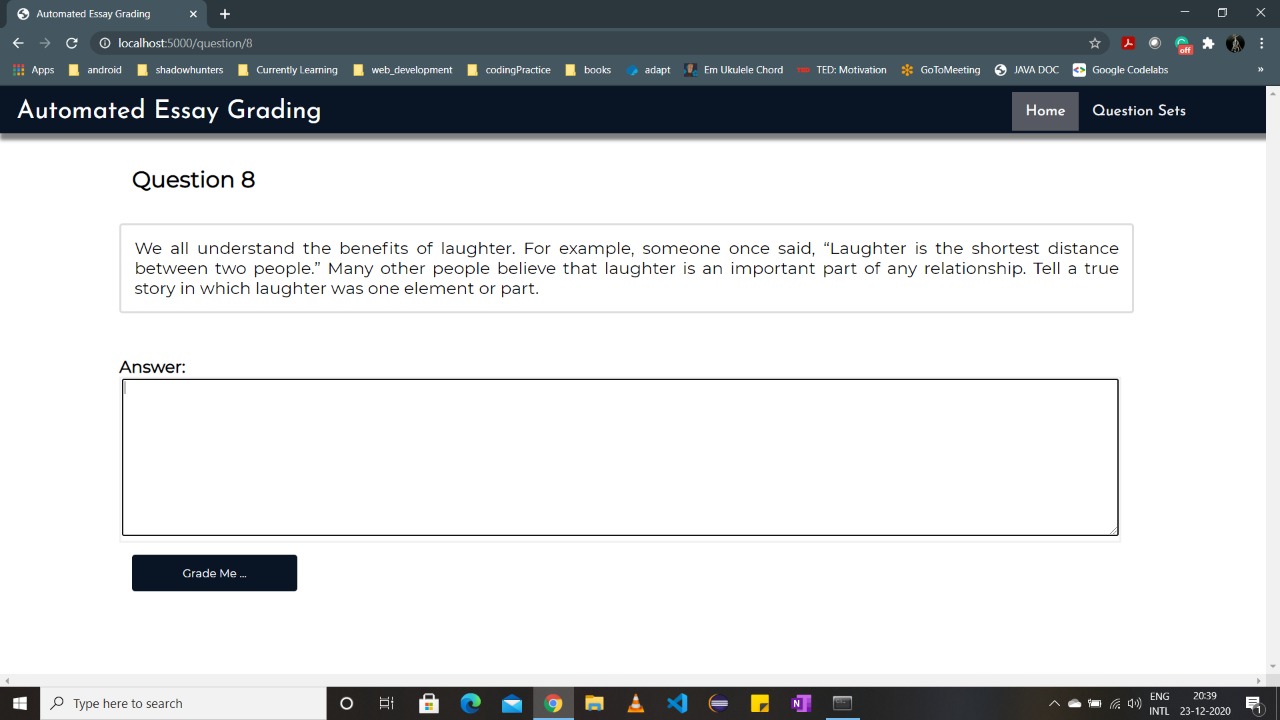 Automated Essay Grading
localhost:5000/question/8
off
Apps android shadowhunters Currently Learning web_development codingPractice books adapt Em Ukulele Chord TED TED: Motivation GoToMeeting JAVA DOC Google Codelabs »
Automated Essay Grading Home Question Sets
Question 8
We all understand the benefits of laughter. For example, someone once said, “Laughter is the shortest distance
between two people.” Many other people believe that laughter is an important part of any relationship. Tell a true
story in which laughter was one element or part.
Answer:
Grade Me ...
Type here to search
ENG 20:39
INTL 23-12-2020 1